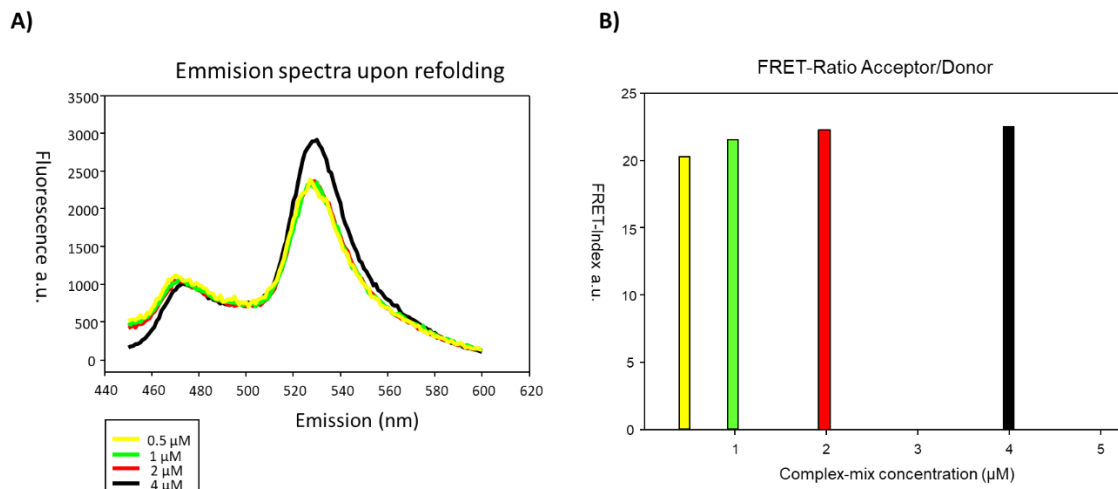 A)
Emmision spectra upon refolding
3500
3000
2500
2000
1500
1000
500
0
Fluorescence a.u.
440 460 480 500 520 540 560 580 600 620
Emission (nm)
0.5 µM
1 µM
2 µM
4 µM
B)
FRET-Ratio Acceptor/Donor
25
20
15
10
5
0
FRET-Index a.u.
1 2 3 4 5
Complex-mix concentration (µM)